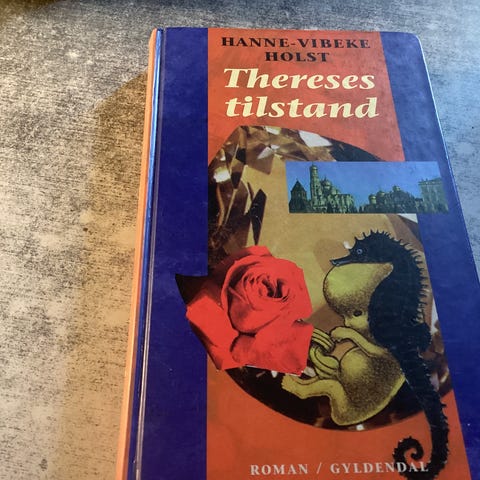 HANNE-VIBEKE
HOLST
Thereses
tilstand
ROMAN / GYLDENDAL